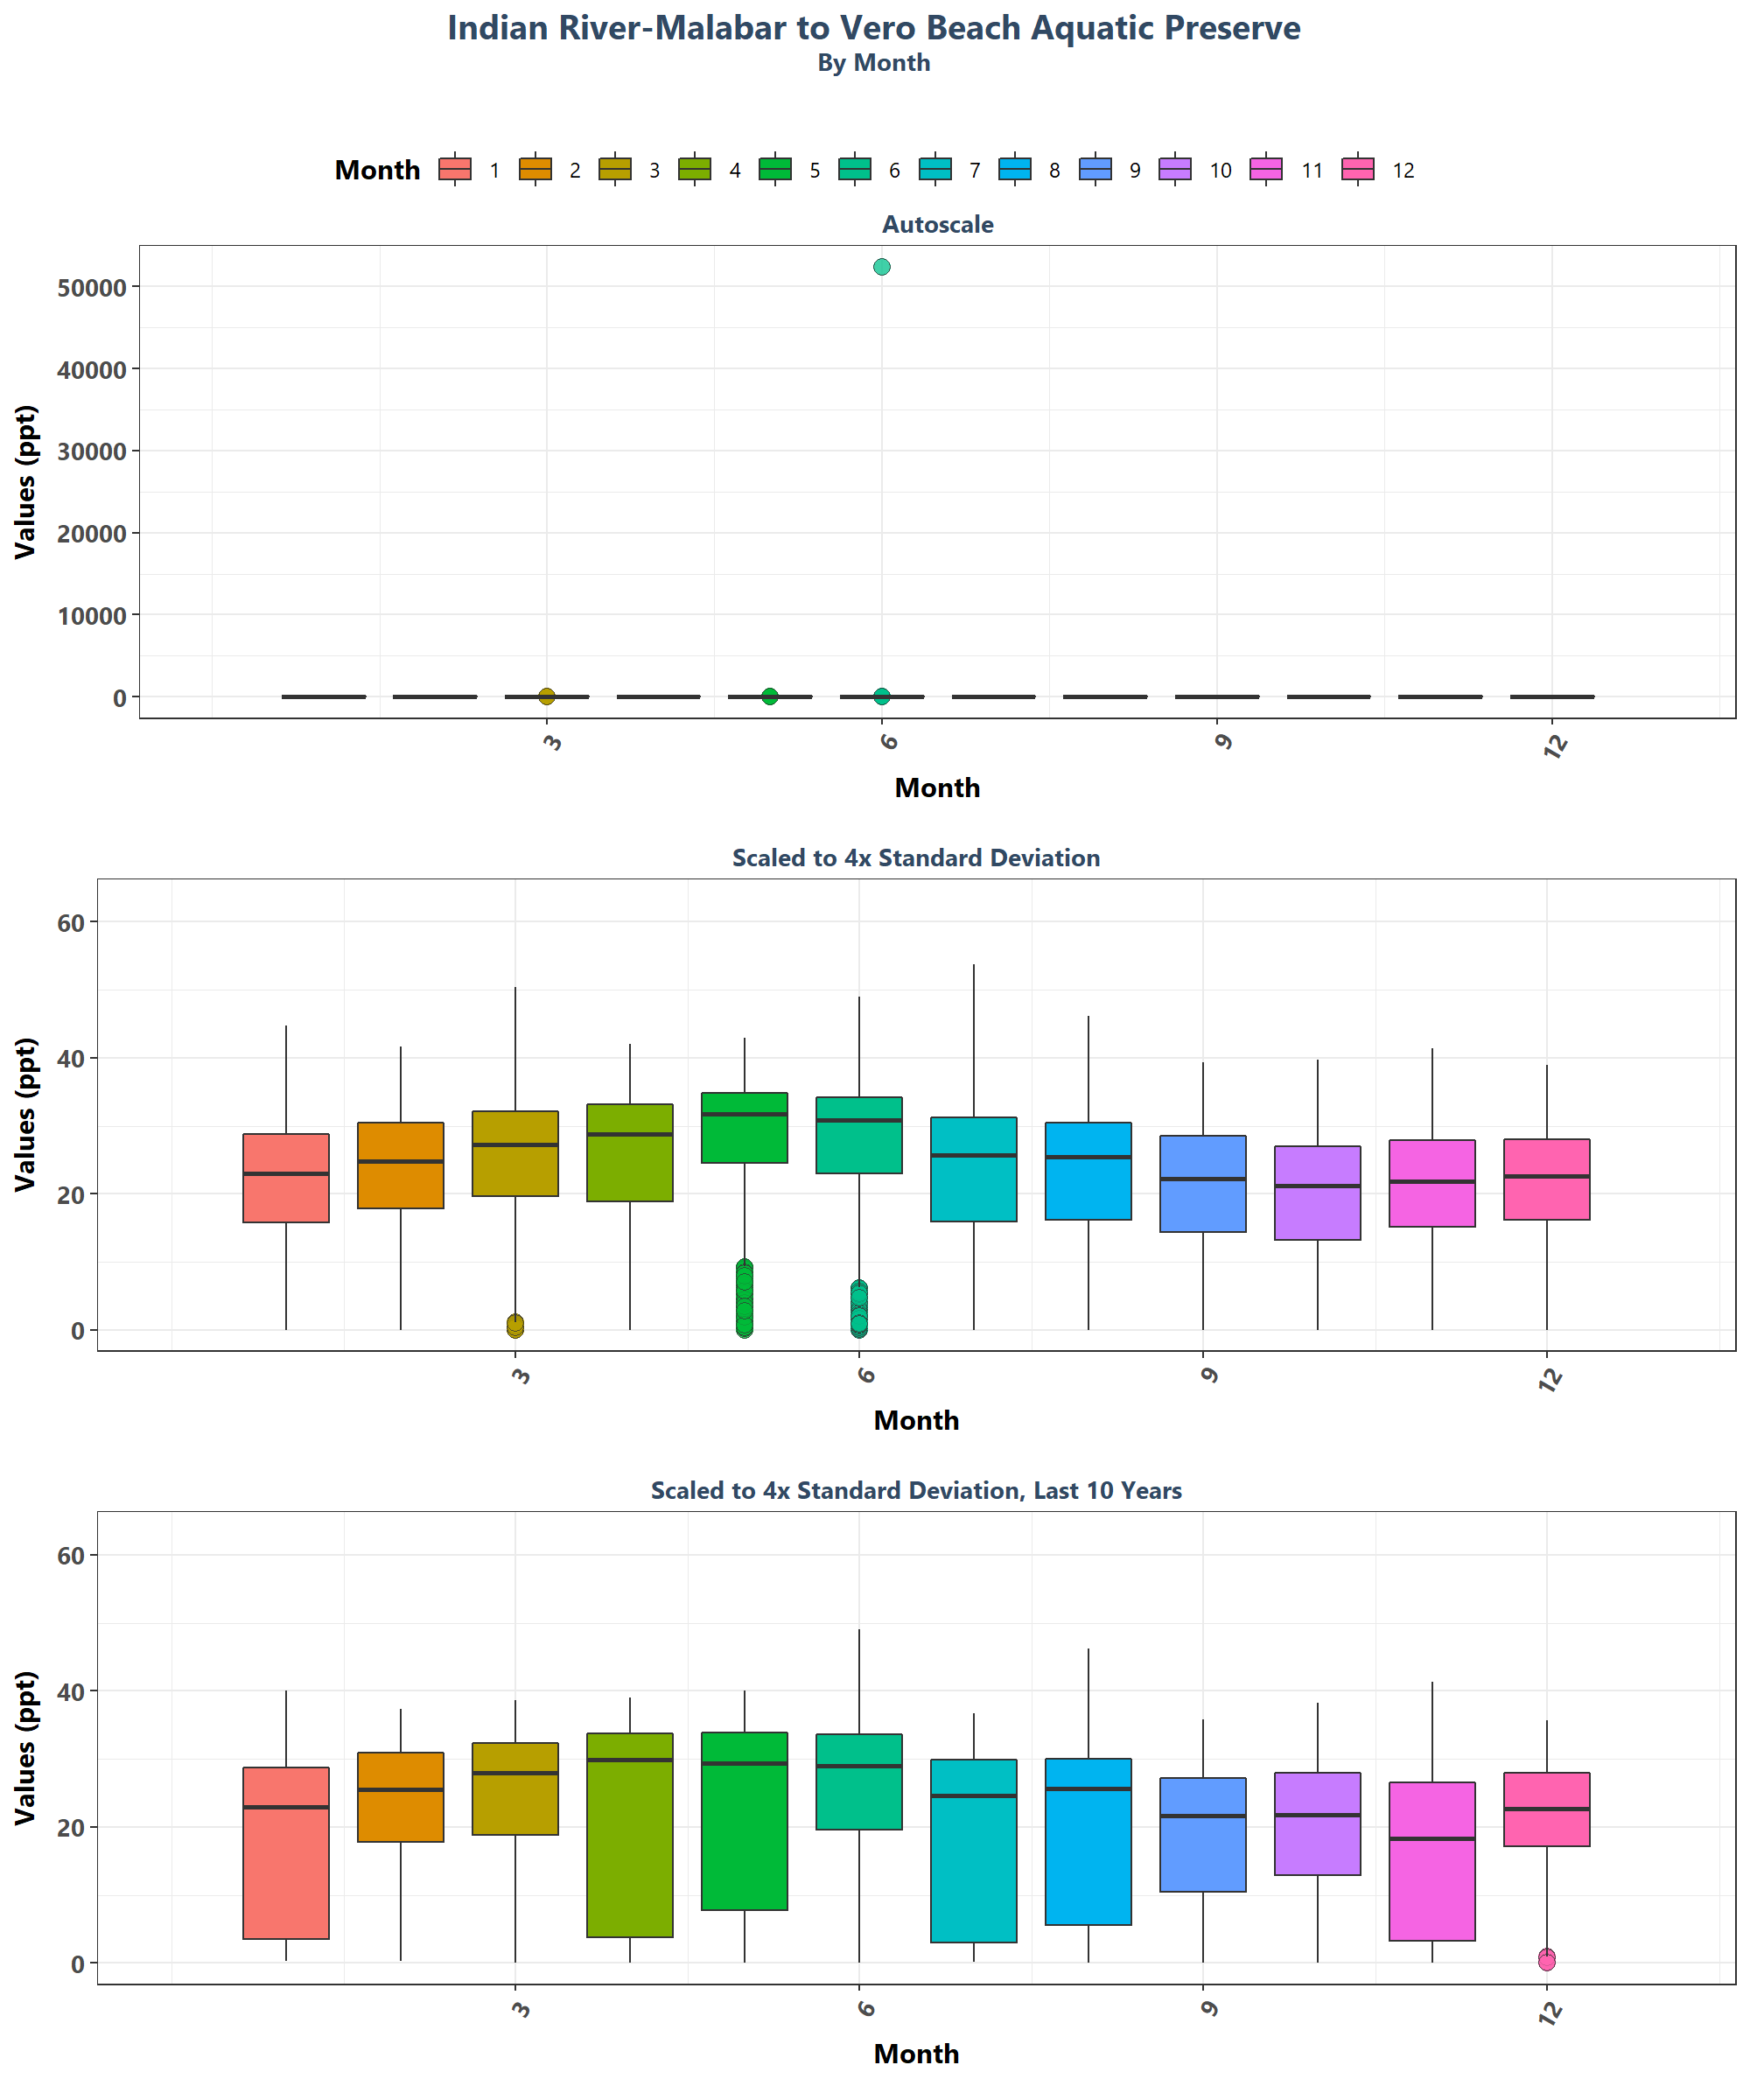 Indian River-Malabar to Vero Beach Aquatic Preserve
By Month
Month 1 2 3 4 5 6 7 8 9 10 11 12
Autoscale
Values (ppt)
50000
40000
30000
20000
10000
0
3 6 9 12
Month
Scaled to 4x Standard Deviation
Values (ppt)
60
40
20
0
3 6 9 12
Month
Scaled to 4x Standard Deviation, Last 10 Years
Values (ppt)
60
40
20
0
3 6 9 12
Month